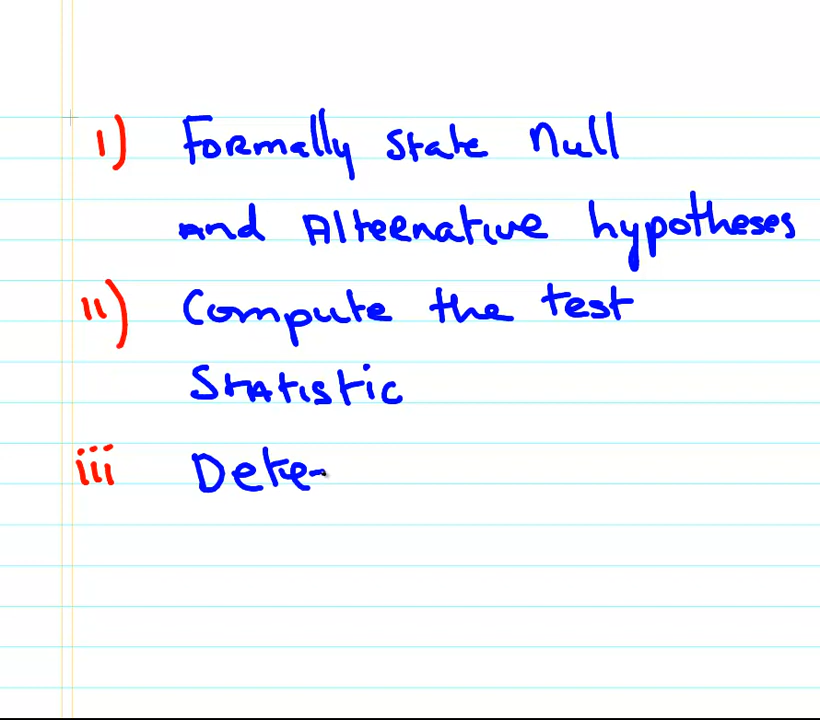 i) Formally state Null
and Alternative hypotheses
ii) Compute the test
Statistic
iii Dete